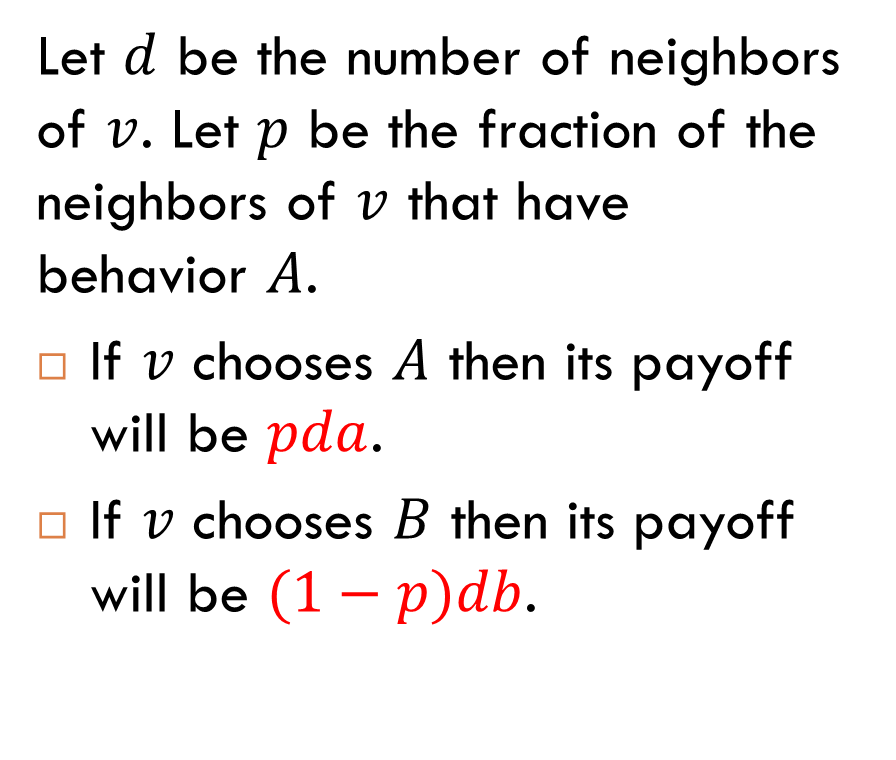 Let 𝑑 be the number of neighbors
of 𝑣. Let 𝑝 be the fraction of the
neighbors of 𝑣 that have
behavior 𝐴.
□ If 𝑣 chooses 𝐴 then its payoff
will be 𝑝𝑑𝑎.
□ If 𝑣 chooses 𝐵 then its payoff
will be (1 − 𝑝)𝑑𝑏.